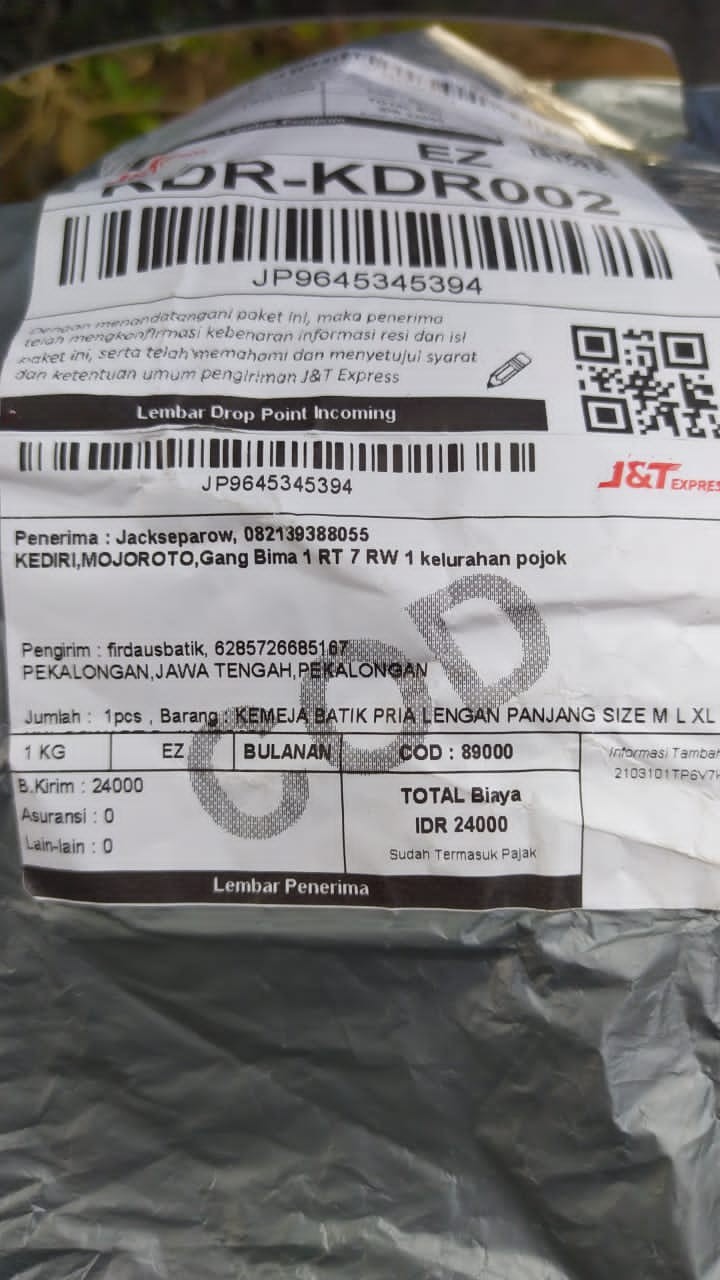 EZ
KDR-KDR002
JP9645345394
Dengan menandatangani paket ini, maka penerima
telah mengkonfirmasi kebenaran informasi resi dan isi
paket ini, serta telah memahami dan menyetujui syarat
dan ketentuan umum pengiriman J&T Express
Lembar Drop Point Incoming
JP9645345394
J&T EXPRES
Penerima : Jackseparow, 082139388055
KEDIRI,MOJOROTO,Gang Bima 1 RT 7 RW 1 kelurahan pojok
COD
Pengirim : firdausbatik, 6285726685167
PEKALONGAN,JAWA TENGAH,PEKALONGAN
Jumlah : 1pcs , Barang : KEMEJA BATIK PRIA LENGAN PANJANG SIZE M L XL
1 KG EZ BULANAN COD : 89000
Informasi Tambah
2103101TP6V7
B.Kirim : 24000
Asuransi : 0
Lain-lain : 0
TOTAL Biaya
IDR 24000
Sudah Termasuk Pajak
Lembar Penerima